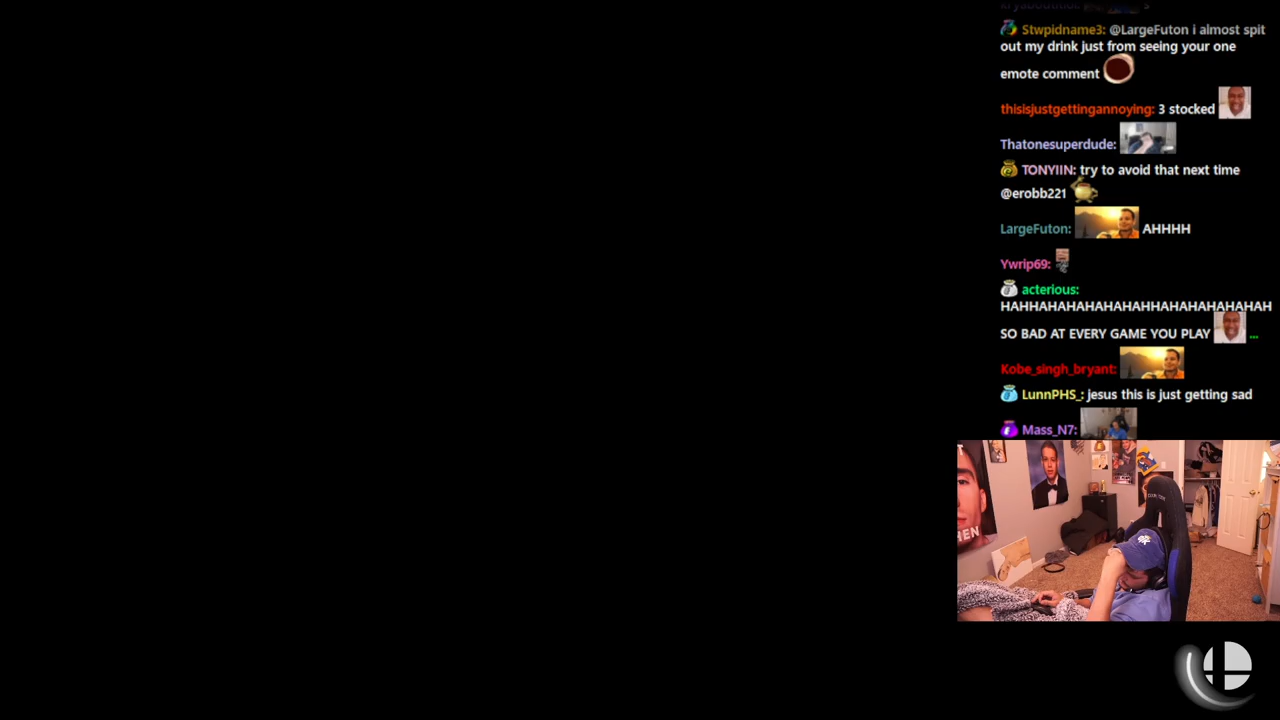 Stwpidname3: @LargeFuton i almost spit
out my drink just from seeing your one
emote comment
thisisjustgettingannoying: 3 stocked
Thatonesuperdude:
TONYIIN: try to avoid that next time
@erobb221
LargeFuton: AHHHH
Ywrip69:
acterious:
HAHHAHAHAHAHAHHAHAHAHAHAHAH
SO BAD AT EVERY GAME YOU PLAY ...
Kobe_singh_bryant:
LunnPHS_: jesus this is just getting sad
Mass_N7:
HEN